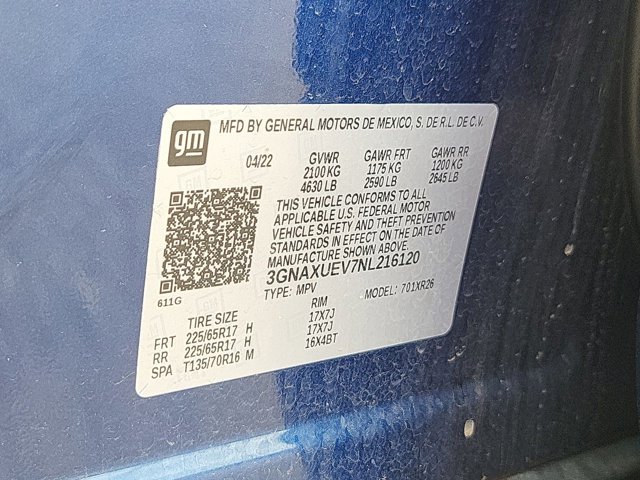 gm
MFD BY GENERAL MOTORS DE MEXICO, S. DE R.L. DE C.V.
04/22 GVWR GAWR FRT GAWR RR
2100 KG 1175 KG 1200 KG
4630 LB 2590 LB 2645 LB
THIS VEHICLE CONFORMS TO ALL
APPLICABLE U.S. FEDERAL MOTOR
VEHICLE SAFETY AND THEFT PREVENTION
STANDARDS IN EFFECT ON THE DATE OF
MANUFACTURE SHOWN ABOVE.
3GNAXUEV7NL216120
611G
TYPE: MPV MODEL: 701XR26
TIRE SIZE RIM
FRT 225/65R17 H 17X7J
RR 225/65R17 H 17X7J
SPA T135/70R16 M 16X4BT